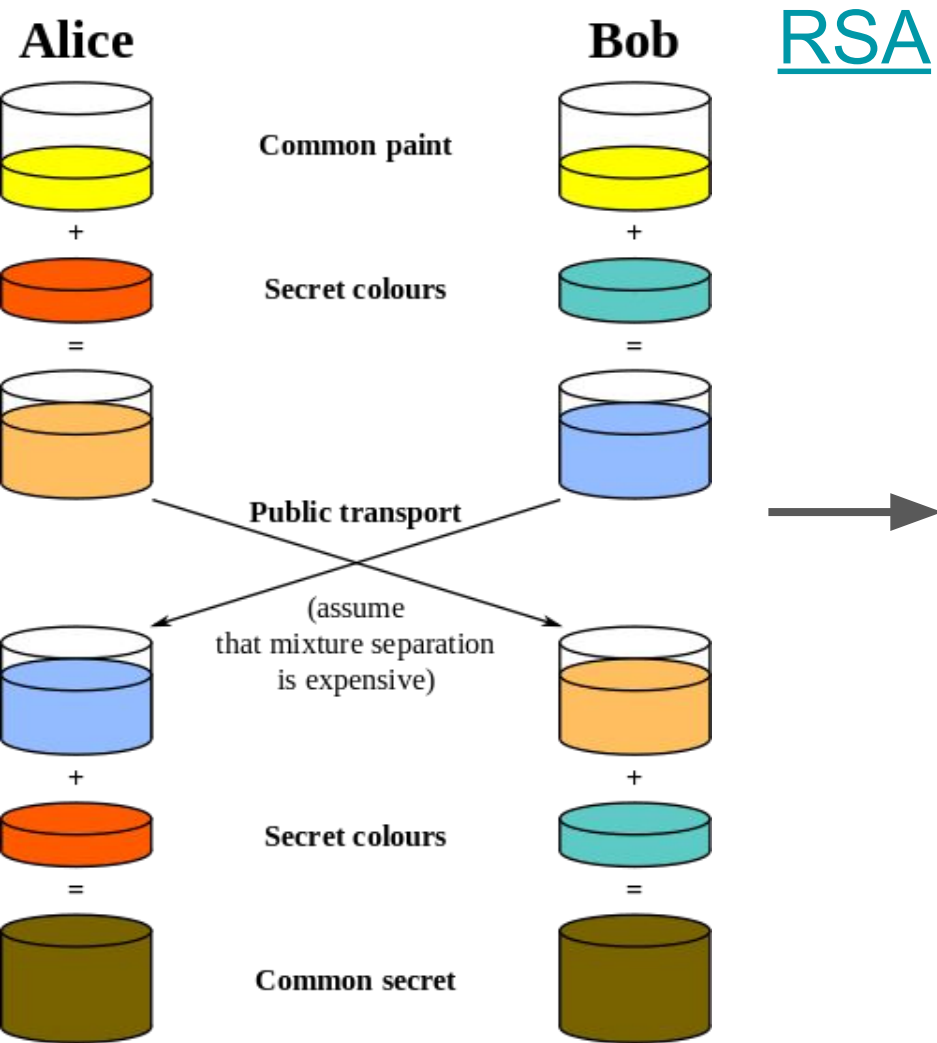 Alice
Bob
RSA
Common paint
+
+
Secret colours
=
=
Public transport
(assume
that mixture separation
is expensive)
+
+
Secret colours
=
=
Common secret